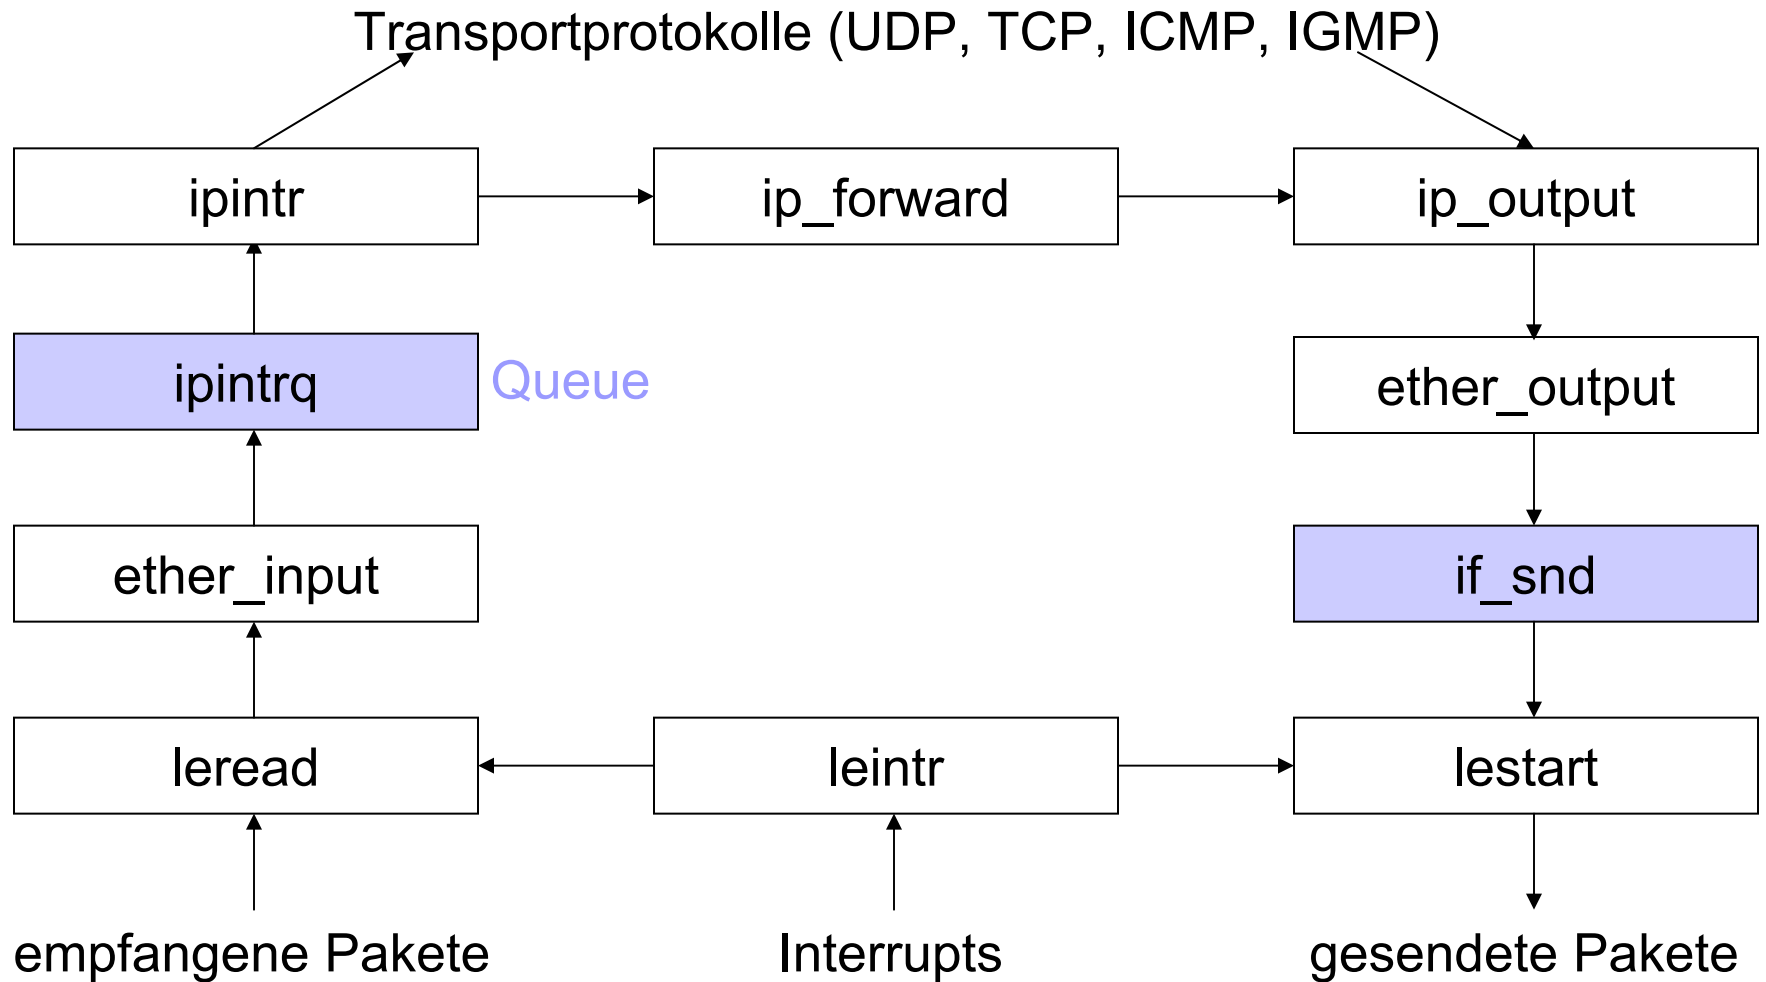 Transportprotokolle (UDP, TCP, ICMP, IGMP)
ipintr
ip_forward
ip_output
ipintrq
Queue
ether_output
ether_input
if_snd
leread
leintr
lestart
empfangene Pakete
Interrupts
gesendete Pakete